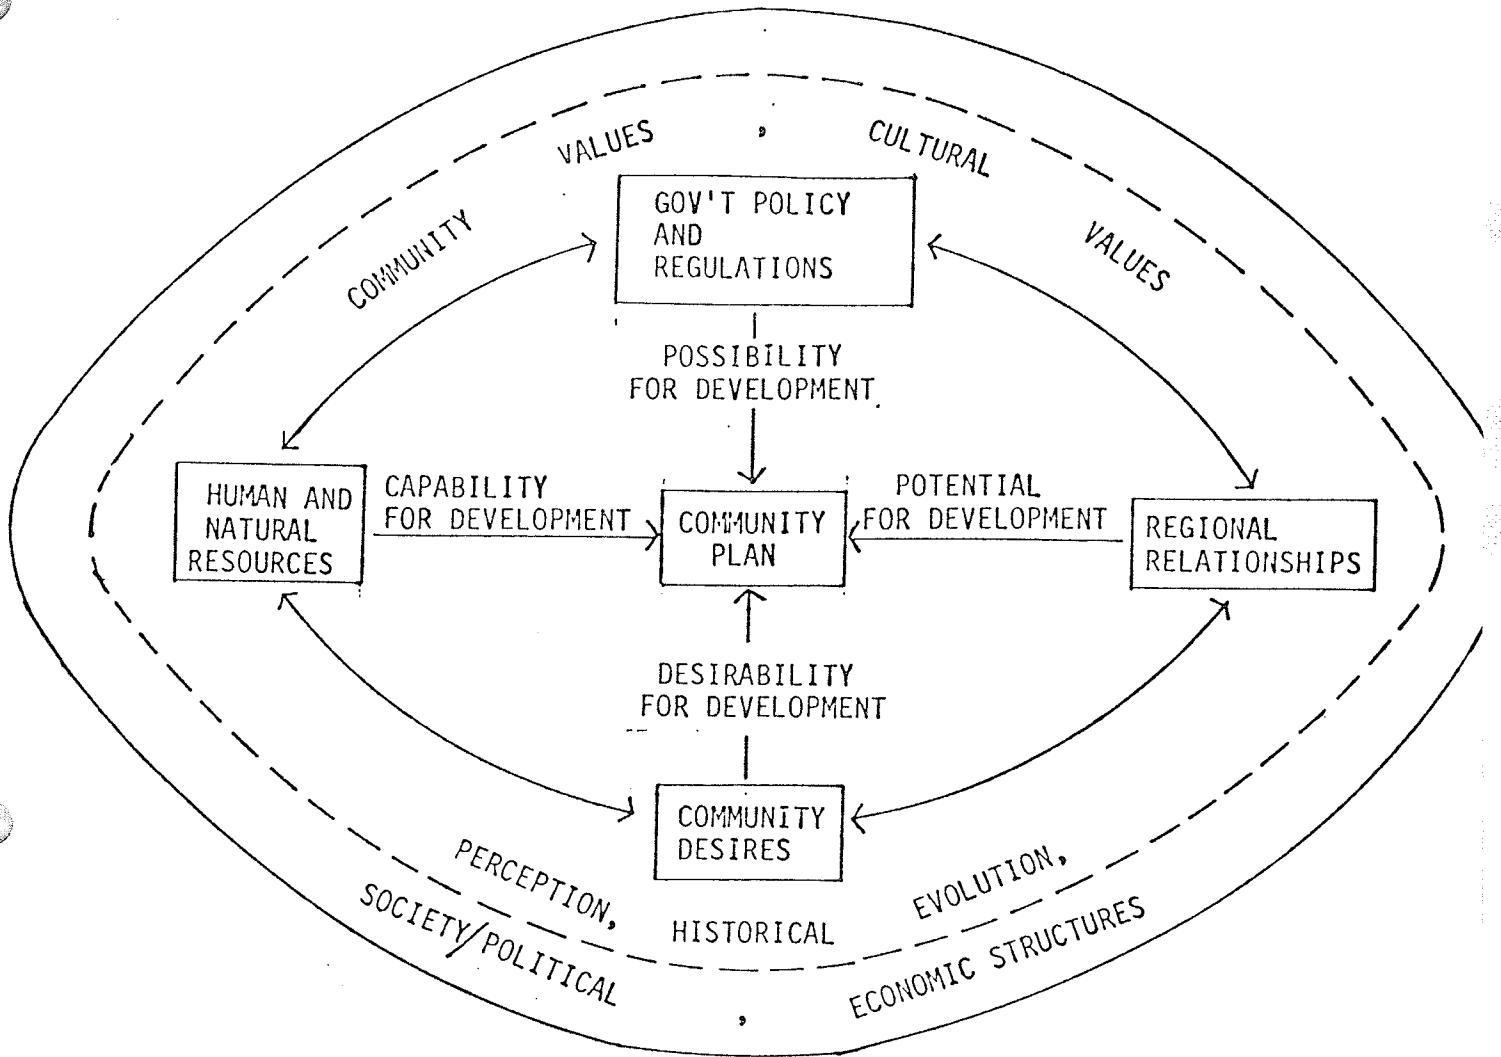 VALUES , CULTURAL
COMMUNITY
VALUES
GOV'T POLICY
AND
REGULATIONS
POSSIBILITY
FOR DEVELOPMENT
HUMAN AND
NATURAL
RESOURCES
CAPABILITY
FOR DEVELOPMENT
COMMUNITY
PLAN
POTENTIAL
FOR DEVELOPMENT
REGIONAL
RELATIONSHIPS
DESIRABILITY
FOR DEVELOPMENT
COMMUNITY
DESIRES
PERCEPTION, HISTORICAL EVOLUTION,
SOCIETY/POLITICAL , ECONOMIC STRUCTURES